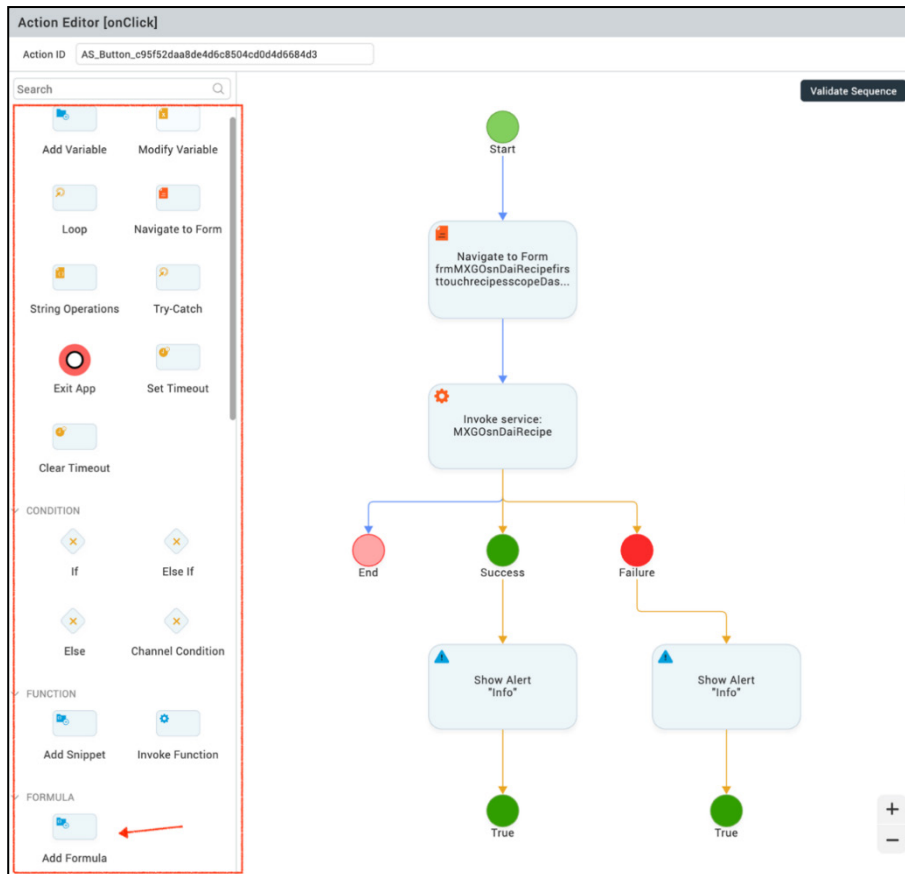 Action Editor [onClick]
Action ID AS_Button_c95f52daa8de4d6c8504cd0d4d6684d3
Search
Add Variable Modify Variable
Loop Navigate to Form
String Operations Try-Catch
Exit App Set Timeout
Clear Timeout
CONDITION
If Else If
Else Channel Condition
FUNCTION
Add Snippet Invoke Function
FORMULA
Add Formula
Validate Sequence
Start
Navigate to Form
frmMXGOsnDaiRecipefirs
ttouchrecipesscopeDas...
Invoke service:
MXGOsnDaiRecipe
End Success Failure
Show Alert
"Info"
Show Alert
"Info"
True True